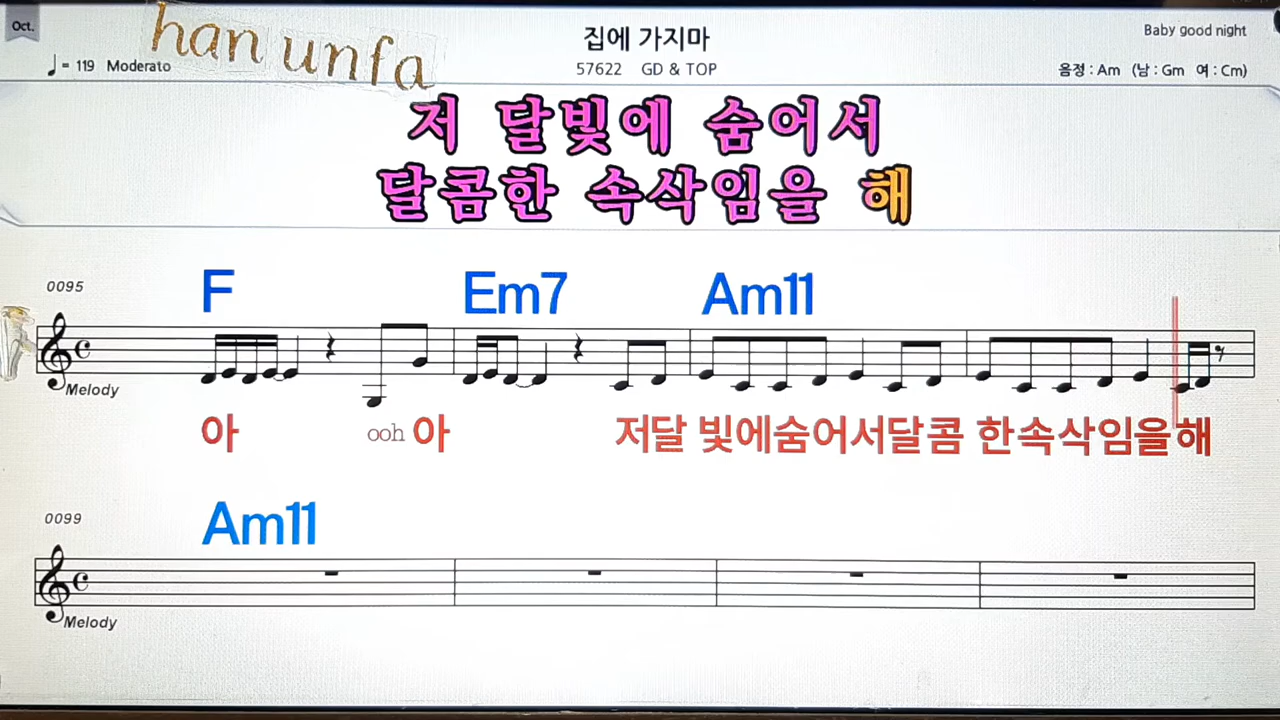 Oct.
han unfa
집에 가지마
Baby good night
♩= 119 Moderato
57622 GD & TOP
음정 : Am (남 : Gm 여 : Cm)
저 달빛에 숨어서
달콤한 속삭임을 해
0095
F Em7 Am11
Melody
아 ooh 아 저달 빛에숨어서달콤 한속삭임을해
0099
Am11
Melody